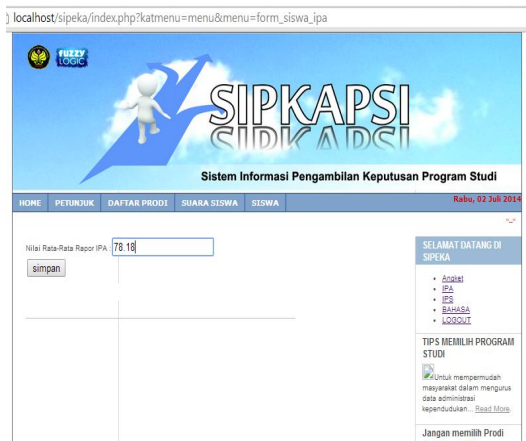 localhost/sipeka/index.php?katmenu=menu&menu=form_siswa_ipa
FUZZY
LOGIC
SIPKAPSI
Sistem Informasi Pengambilan Keputusan Program Studi
HOME PETUNJUK DAFTAR PRODI SUARA SISWA SISWA
Rabu, 02 Juli 2014
^_^
Nilai Rata-Rata Rapor IPA : 78.18
simpan
SELAMAT DATANG DI
SIPEKA
Angket
IPA
IPS
BAHASA
LOGOUT
TIPS MEMILIH PROGRAM
STUDI
Untuk mempermudah
masyarakat dalam mengurus
data administrasi
kependudukan... Read More.
Jangan memilih Prodi